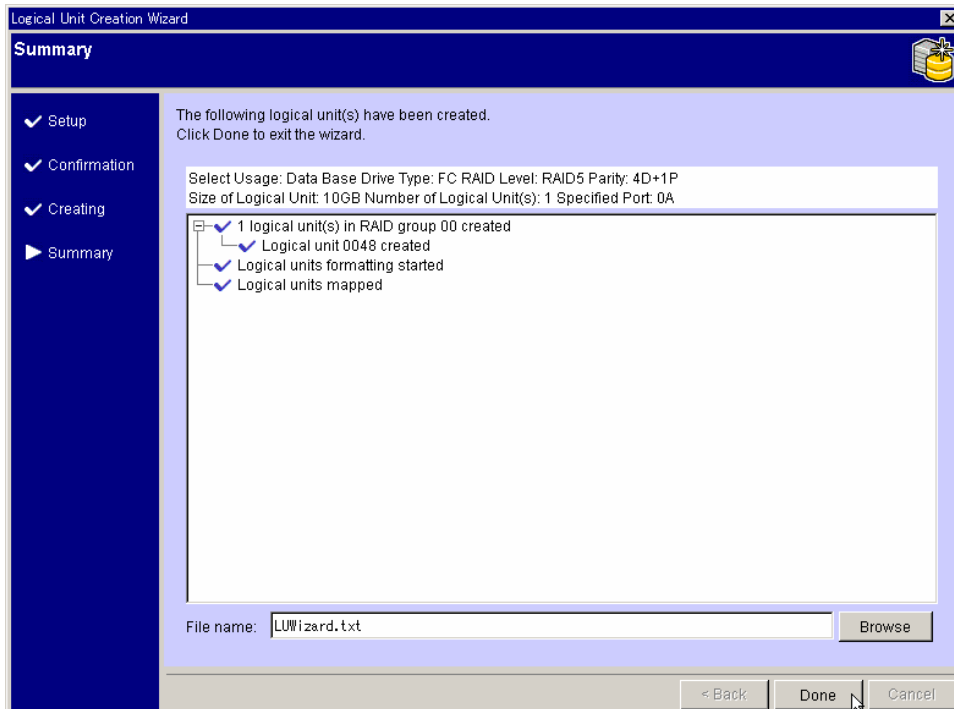 Logical Unit Creation Wizard
Summary
Setup
Confirmation
Creating
Summary
The following logical unit(s) have been created.
Click Done to exit the wizard.
Select Usage: Data Base Drive Type: FC RAID Level: RAID5 Parity: 4D+1P
Size of Logical Unit: 10GB Number of Logical Unit(s): 1 Specified Port: 0A
1 logical unit(s) in RAID group 00 created
Logical unit 0048 created
Logical units formatting started
Logical units mapped
File name: LUWizard.txt Browse
< Back Done Cancel